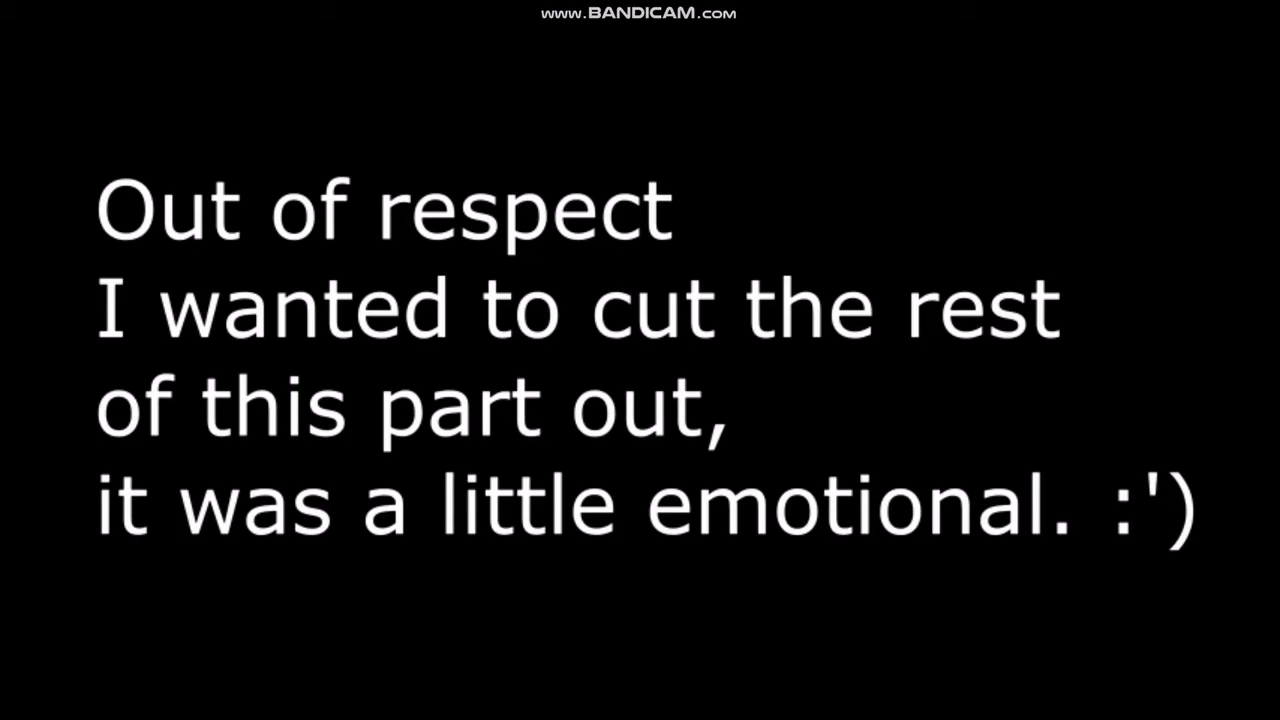 www.BANDICAM.com
Out of respect
I wanted to cut the rest
of this part out,
it was a little emotional. :')